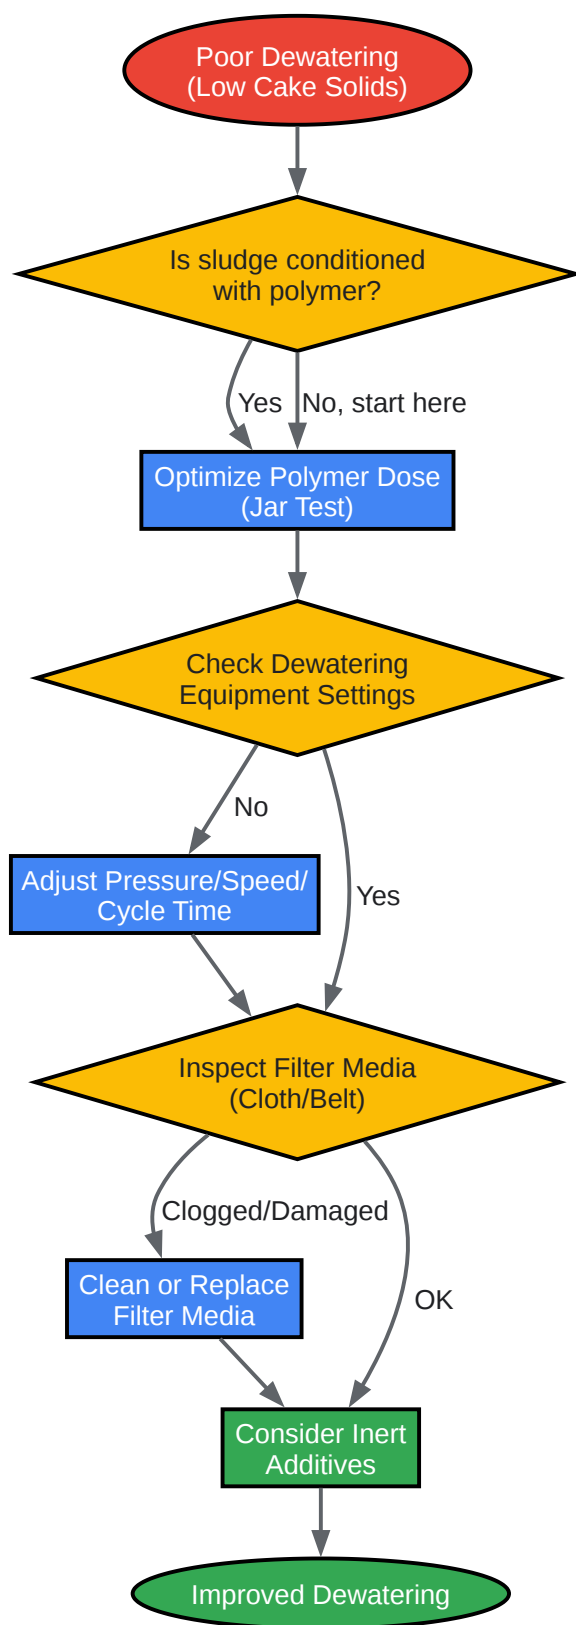 Poor Dewatering
(Low Cake Solids)
Is sludge conditioned
with polymer?
Yes
No, start here
Optimize Polymer Dose
(Jar Test)
Check Dewatering
Equipment Settings
No
Adjust Pressure/Speed/
Cycle Time
Yes
Inspect Filter Media
(Cloth/Belt)
Clogged/Damaged
Clean or Replace
Filter Media
OK
Consider Inert
Additives
Improved Dewatering